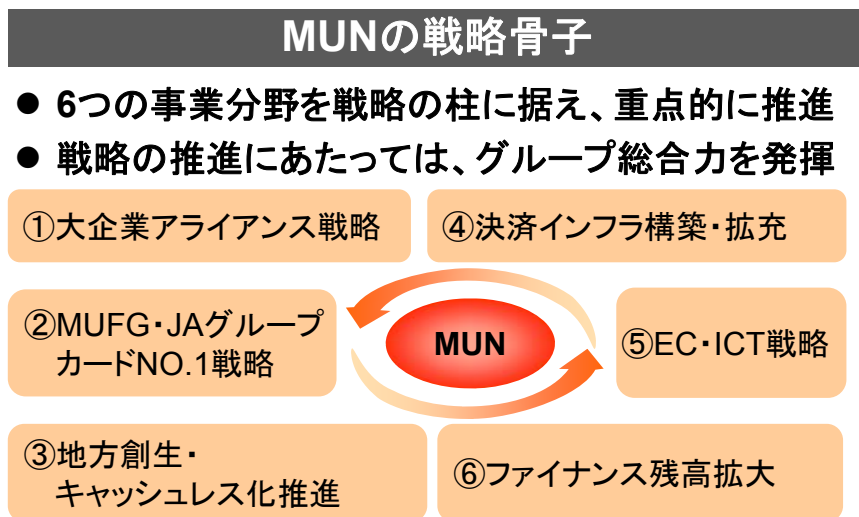 MUNの戦略骨子
● 6つの事業分野を戦略の柱に据え、重点的に推進
● 戦略の推進にあたっては、グループ総合力を発揮
①大企業アライアンス戦略
②MUFG・JAグループ
カードNO.1戦略
③地方創生・
キャッシュレス化推進
MUN
④決済インフラ構築・拡充
⑤EC・ICT戦略
⑥ファイナンス残高拡大